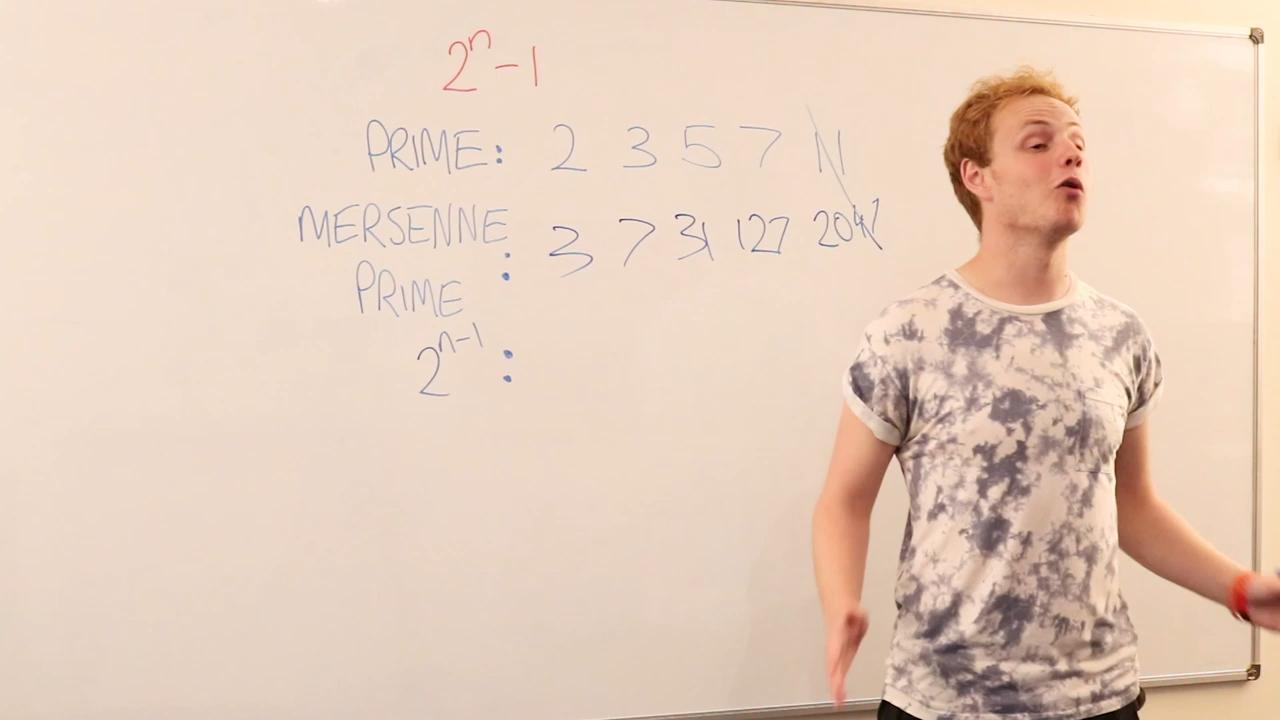 2ⁿ-1
PRIME: 2 3 5 7 11
MERSENNE
: 3 7 31 127 2047
PRIME
2ⁿ⁻¹ :